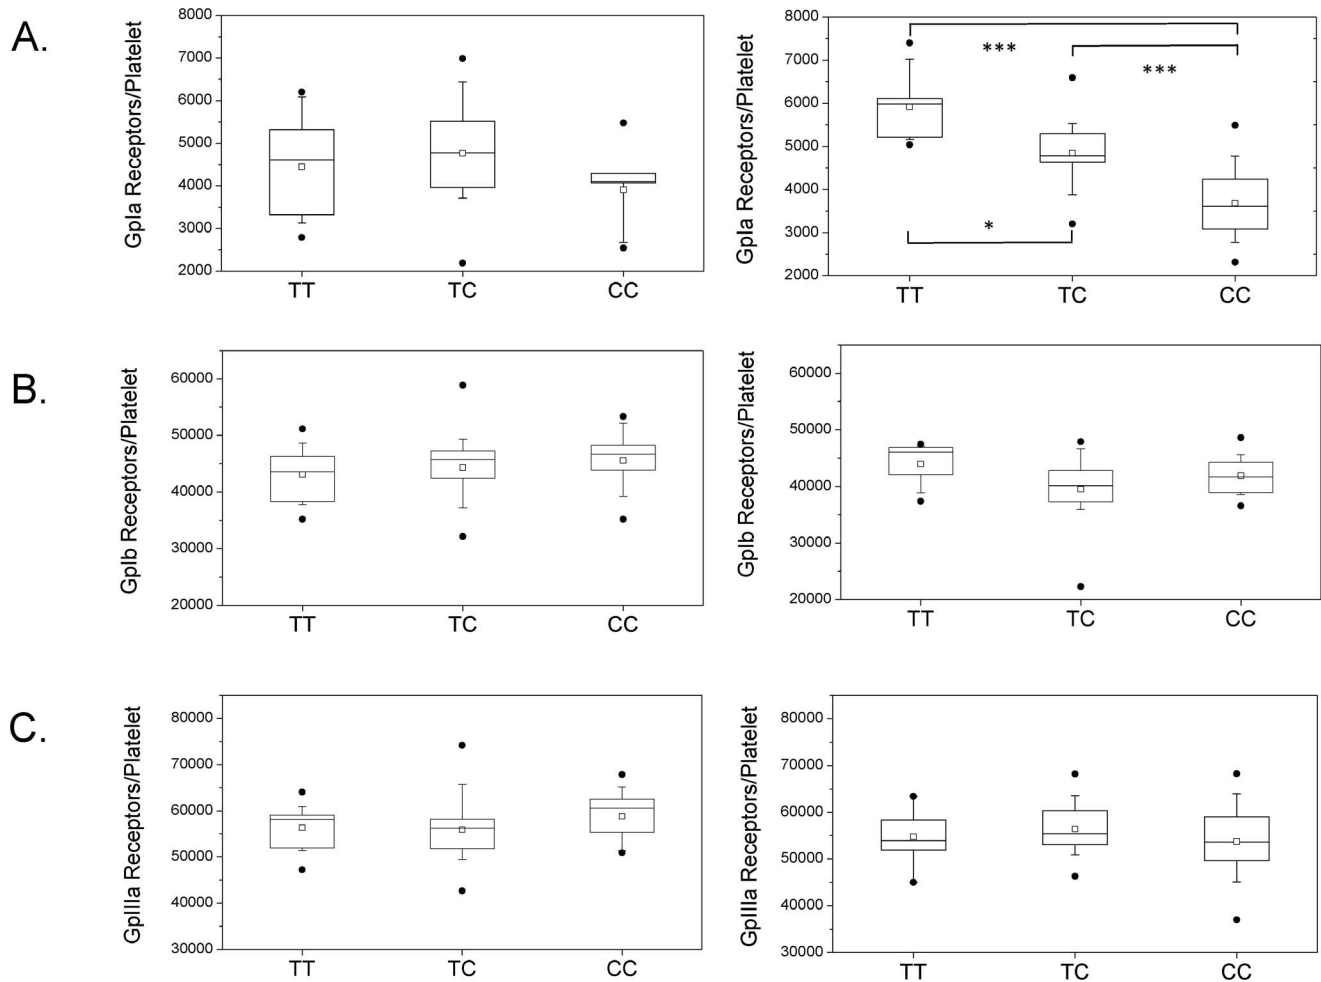 A.
GpIa Receptors/Platelet
8000
7000
6000
5000
4000
3000
2000
TT TC CC
GpIa Receptors/Platelet
8000
7000
6000
5000
4000
3000
2000
***
***
*
TT TC CC
B.
GpIb Receptors/Platelet
60000
50000
40000
30000
20000
TT TC CC
GpIb Receptors/Platelet
60000
50000
40000
30000
20000
TT TC CC
C.
GpIIIa Receptors/Platelet
80000
70000
60000
50000
40000
30000
TT TC CC
GpIIIa Receptors/Platelet
80000
70000
60000
50000
40000
30000
TT TC CC